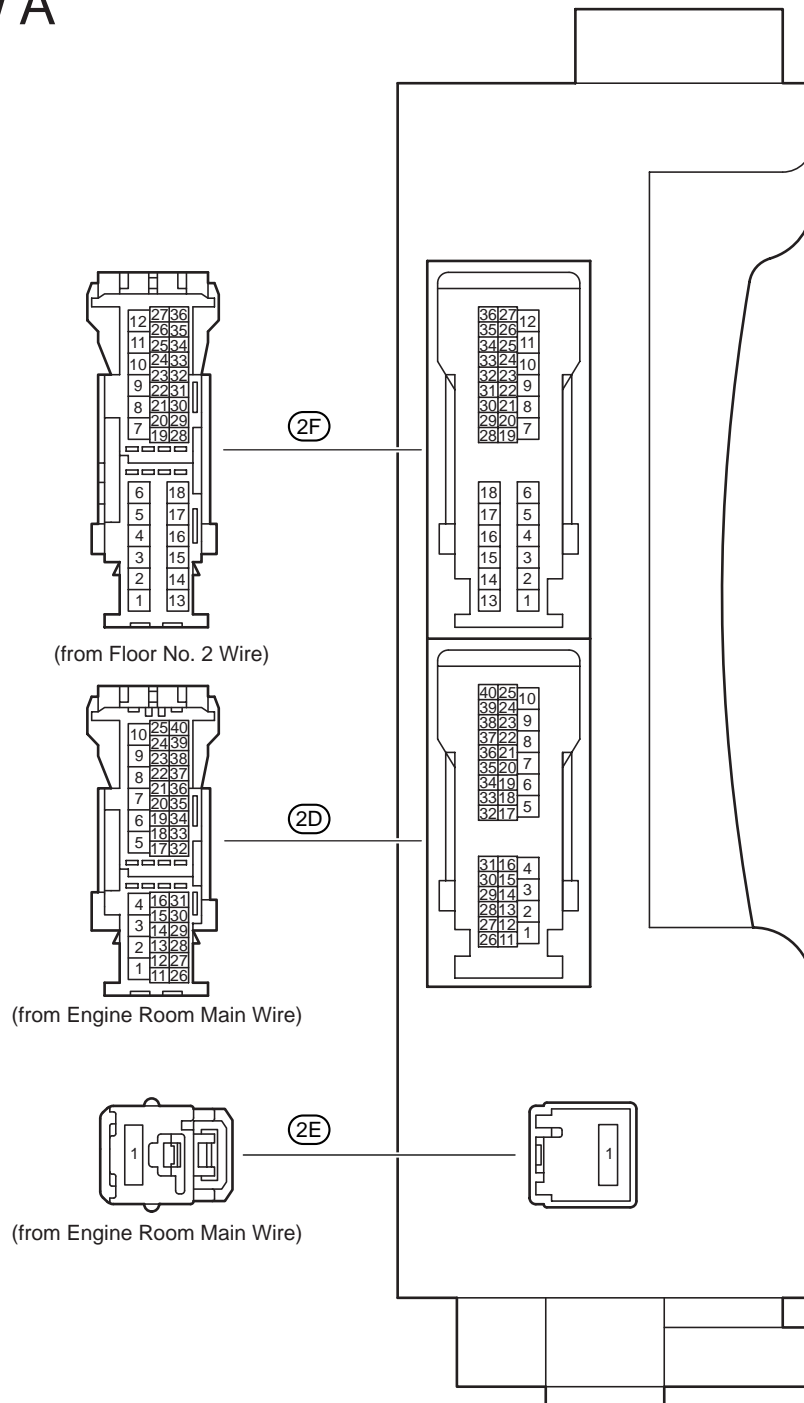 A
12 27 36
26 35
11 25 34
10 24 33
23 32
9 22 31
8 21 30
20 29
7 19 28
6 18
5 17
4 16
3 15
2 14
1 13
(from Floor No. 2 Wire)
2F
36 27 12
35 26
34 25 11
33 24 10
32 23
31 22 9
30 21 8
29 20
28 19 7
18 6
17 5
16 4
15 3
14 2
13 1
10 25 40
24 39
9 23 38
8 22 37
7 21 36
20 35
6 19 34
18 33
5 17 32
4 16 31
15 30
3 14 29
2 13 28
12 27
1 11 26
(from Engine Room Main Wire)
2D
40 25 10
39 24
38 23 9
37 22 8
36 21 7
35 20
34 19 6
33 18
32 17 5
31 16 4
30 15
29 14 3
28 13 2
27 12
26 11 1
1
(from Engine Room Main Wire)
2E
1